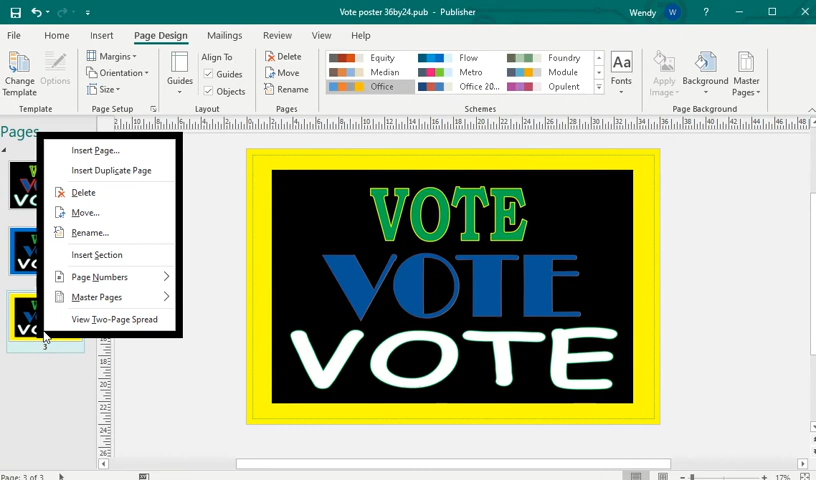 Vote poster 36by24.pub - Publisher
Wendy W ?
File Home Insert Page Design Mailings Review View Help
Change Template
Options
Template
Margins
Orientation
Size
Page Setup
Guides
Align To
Guides
Objects
Layout
Delete
Move
Rename
Pages
Equity Flow Foundry
Median Metro Module
Office Office 20... Opulent
Schemes
Aa
Fonts
Apply Image
Background
Master Pages
Page Background
Pages
Insert Page...
Insert Duplicate Page
Delete
Move...
Rename...
Insert Section
Page Numbers
Master Pages
View Two-Page Spread
3
VOTE
VOTE
VOTE
Page: 3 of 3
17%